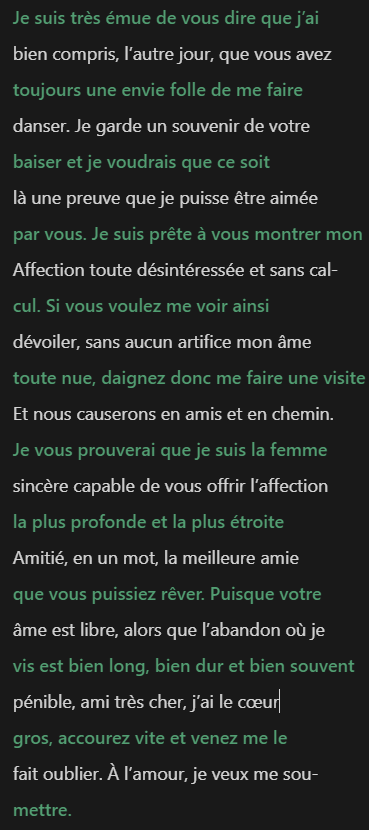 Je suis très émue de vous dire que j’ai
bien compris, l’autre jour, que vous avez
toujours une envie folle de me faire
danser. Je garde un souvenir de votre
baiser et je voudrais que ce soit
là une preuve que je puisse être aimée
par vous. Je suis prête à vous montrer mon
Affection toute désintéressée et sans cal-
cul. Si vous voulez me voir ainsi
dévoiler, sans aucun artifice mon âme
toute nue, daignez donc me faire une visite
Et nous causerons en amis et en chemin.
Je vous prouverai que je suis la femme
sincère capable de vous offrir l’affection
la plus profonde et la plus étroite
Amitié, en un mot, la meilleure amie
que vous puissiez rêver. Puisque votre
âme est libre, alors que l’abandon où je
vis est bien long, bien dur et bien souvent
pénible, ami très cher, j’ai le cœur
gros, accourez vite et venez me le
fait oublier. À l’amour, je veux me sou-
mettre.